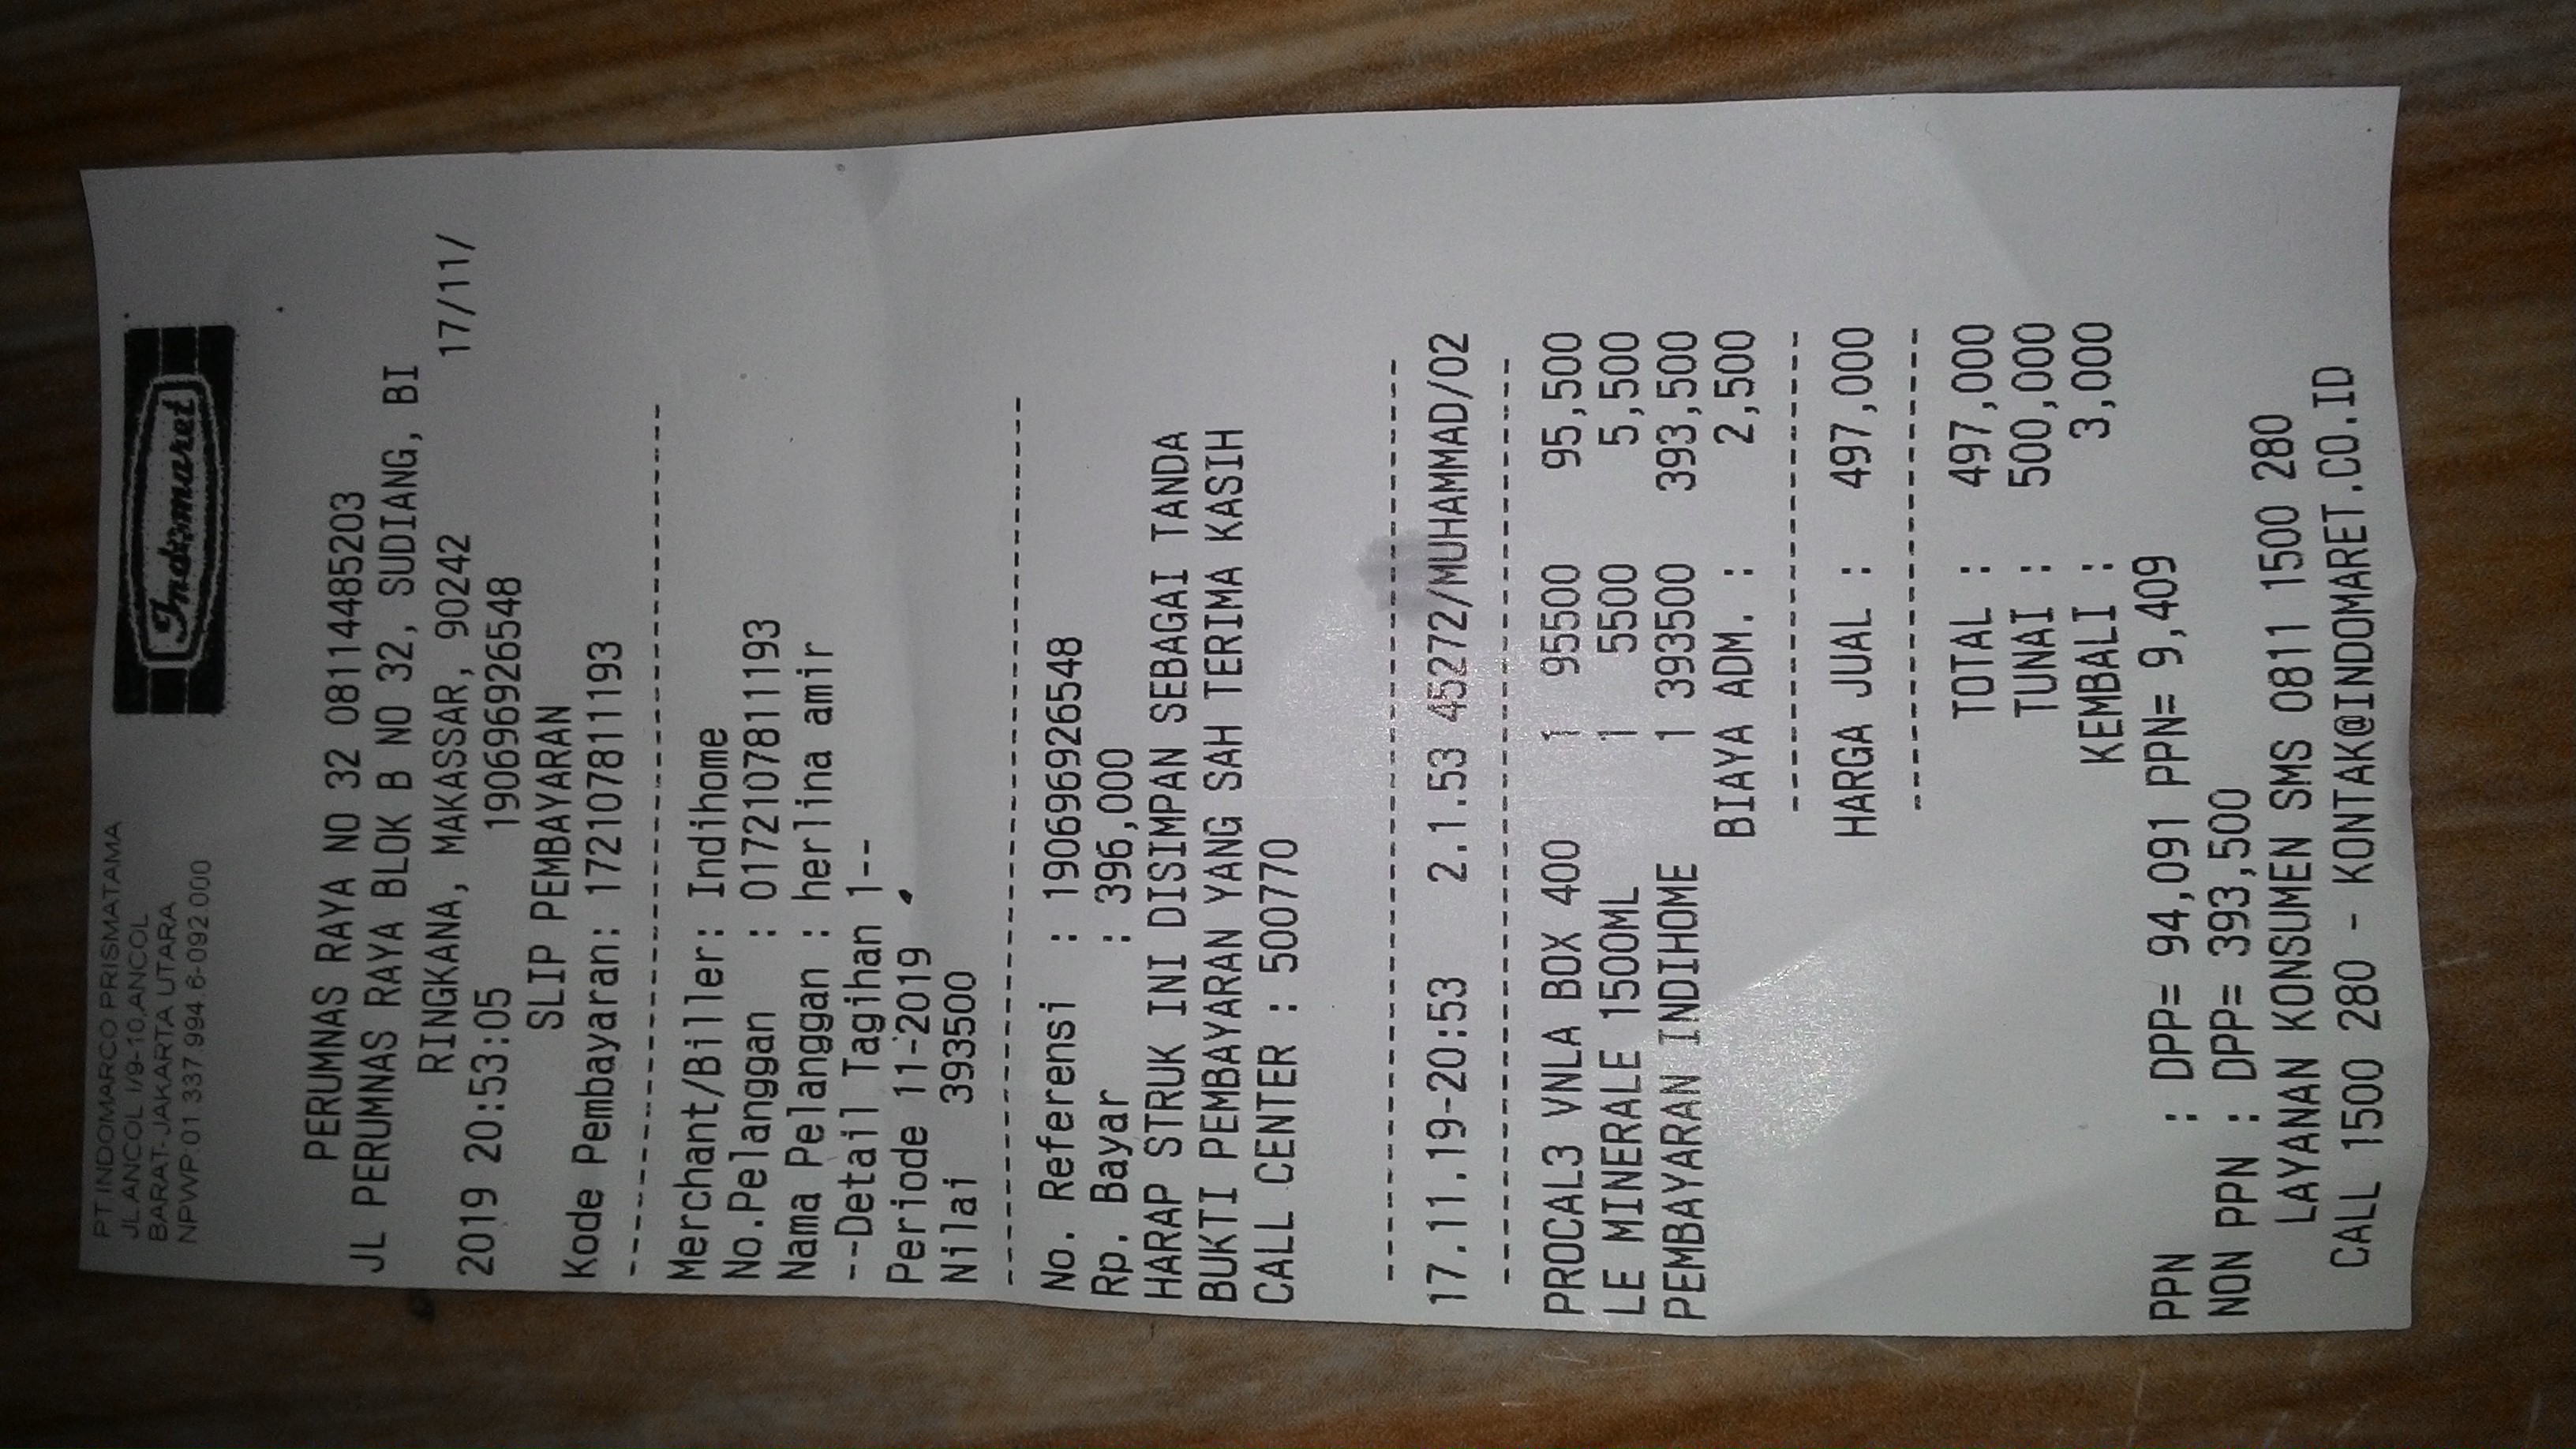 PT.INDOMARCO PRISMATAMA
JL.ANCOL I/9-10,ANCOL
BARAT-JAKARTA UTARA
NPWP:01.337.994.6-092.000
Indomaret
PERUMNAS RAYA NO 32 08114485203
JL PERUMNAS RAYA BLOK B NO 32, SUDIANG, BI
RINGKANA, MAKASSAR, 90242 17/11/
2019 20:53:05 190696926548
SLIP PEMBAYARAN
Kode Pembayaran: 172107811193
----------------------------------------
Merchant/Biller: Indihome
No.Pelanggan : 0172107811193
Nama Pelanggan : herlina amir
--Detail Tagihan 1--
Periode 11-2019
Nilai 393500
----------------------------------------
No. Referensi : 190696926548
Rp. Bayar : 396,000
HARAP STRUK INI DISIMPAN SEBAGAI TANDA
BUKTI PEMBAYARAN YANG SAH TERIMA KASIH
CALL CENTER : 500770
----------------------------------------
17.11.19-20:53 2.1.53 45272/MUHAMMAD/02
----------------------------------------
PROCAL3 VNLA BOX 400 1 95500 95,500
LE MINERALE 1500ML 1 5500 5,500
PEMBAYARAN INDIHOME 1 393500 393,500
BIAYA ADM. : 2,500
---------------------
HARGA JUAL : 497,000
---------------------
TOTAL : 497,000
TUNAI : 500,000
KEMBALI : 3,000
PPN : DPP= 94,091 PPN= 9,409
NON PPN : DPP= 393,500
LAYANAN KONSUMEN SMS 0811 1500 280
CALL 1500 280 - KONTAK@INDOMARET.CO.ID